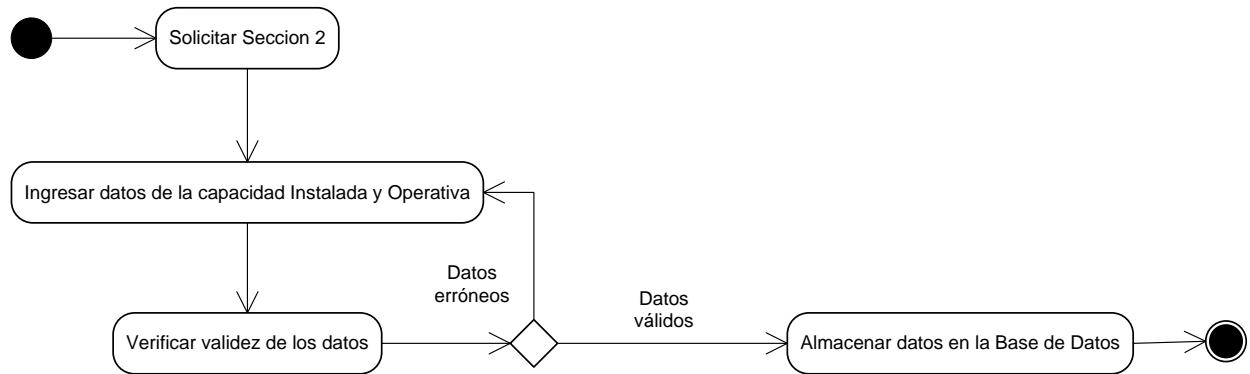 Solicitar Seccion 2
Ingresar datos de la capacidad Instalada y Operativa
Datos
erróneos
Datos
válidos
Verificar validez de los datos
Almacenar datos en la Base de Datos